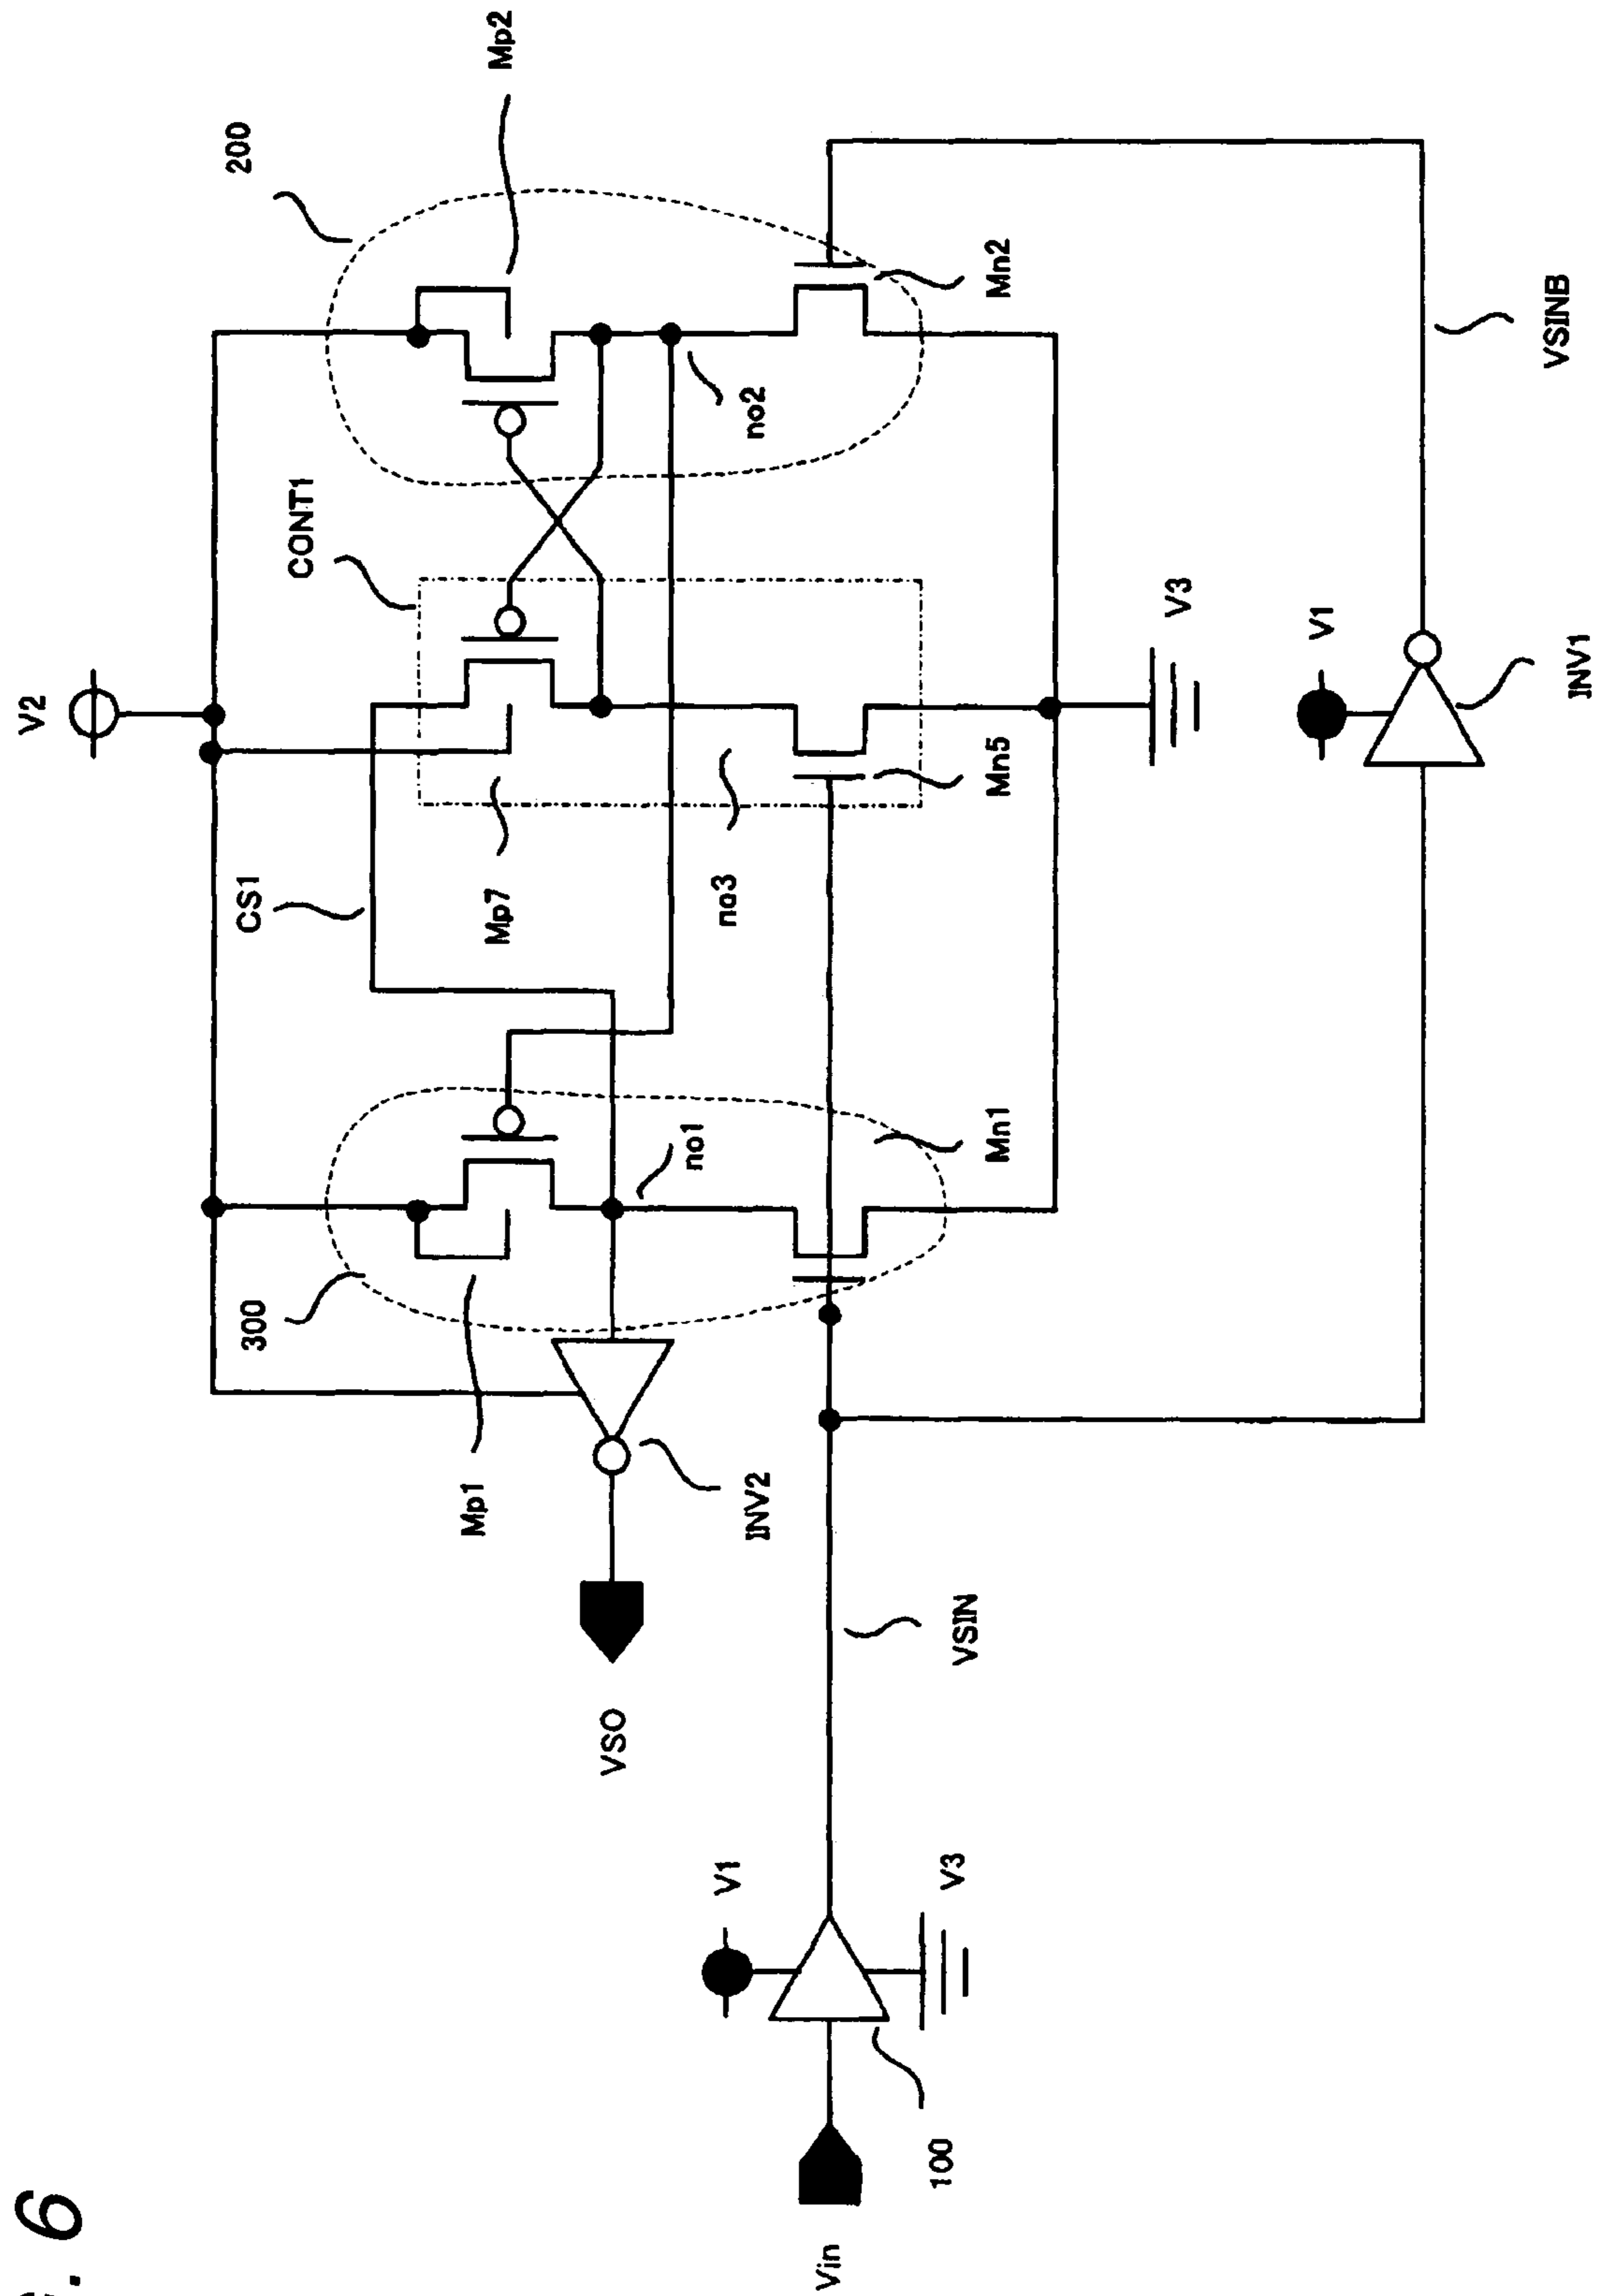 6
V2
Mp2
200
CONT1
CS1
300
Mp1
Mp7
no3
no2
no1
Mn2
Mn5
Mn1
INV2
VSO
VSIN
VSINB
V3
V1
INV1
V1
V3
100
Vin